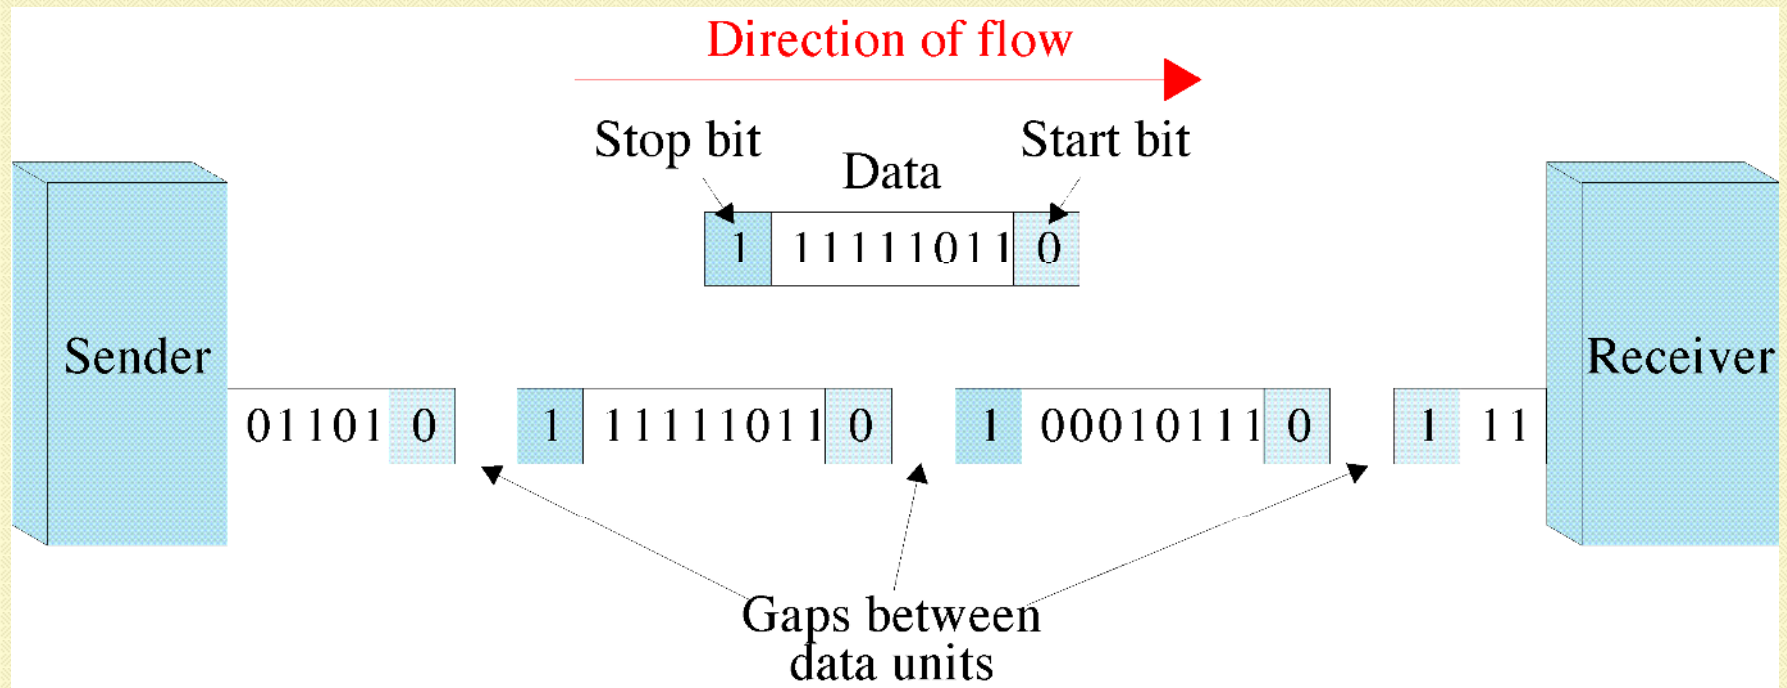 Direction of flow
Stop bit
Start bit
Data
1 11111011 0
Sender
Receiver
01101 0 1 11111011 0 1 00010111 0 1 11
Gaps between
data units